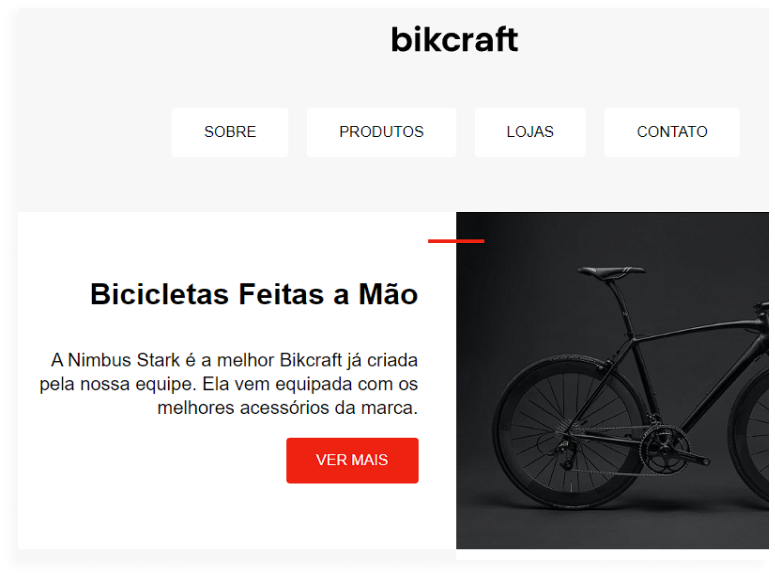 bikcraft
SOBRE
PRODUTOS
LOJAS
CONTATO
Bicicletas Feitas a Mão
A Nimbus Stark é a melhor Bikcraft já criada
pela nossa equipe. Ela vem equipada com os
melhores acessórios da marca.
VER MAIS